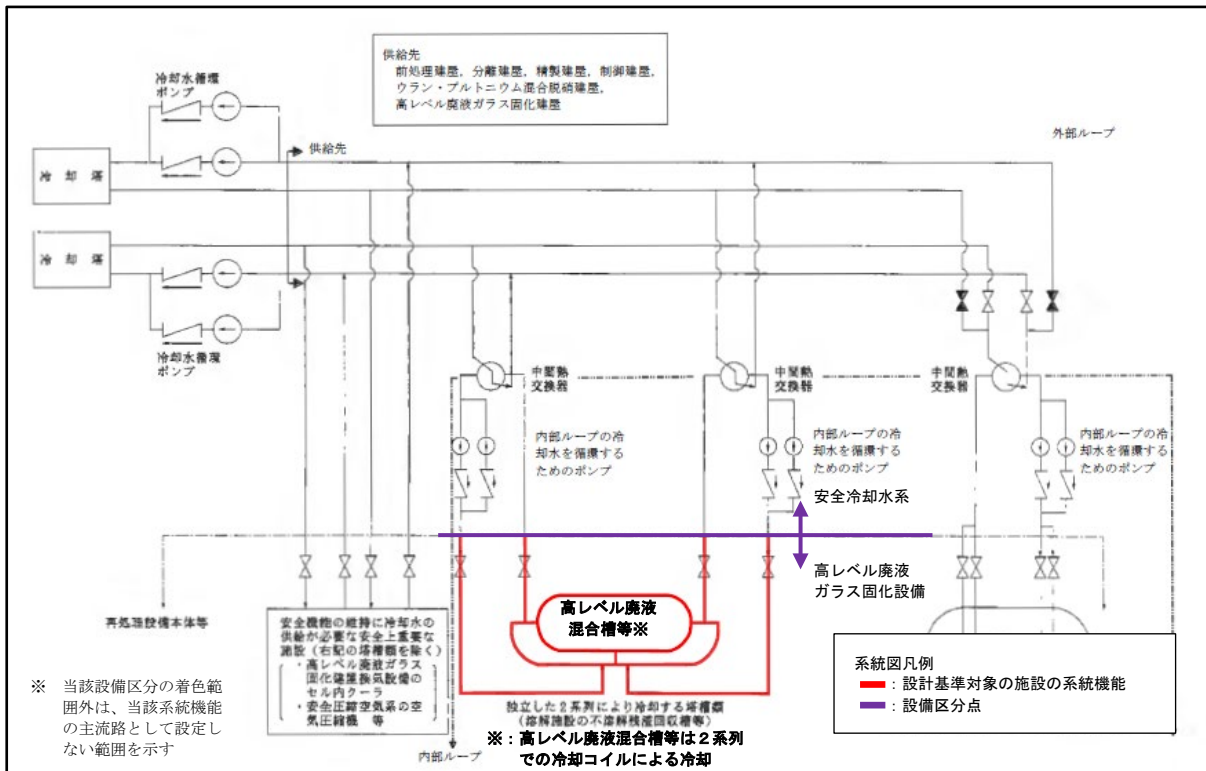 供給先
前処理建屋,分離建屋,精製建屋,制御建屋,
ウラン・プルトニウム混合脱硝建屋,
高レベル廃液ガラス固化建屋
冷却水循環
ポンプ
外部ループ
供給先
冷却塔
冷却塔
冷却水循環
ポンプ
中間熱
交換器
中間熱
交換器
中間熱
交換器
内部ループの冷
却水を循環する
ためのポンプ
内部ループの冷
却水を循環する
ためのポンプ
内部ループの冷
却水を循環する
ためのポンプ
安全冷却水系
高レベル廃液
ガラス固化設備
再処理設備本体等
安全機能の維持に冷却水の
供給が必要な安全上重要な
施設(右記の塔槽類を除く)
・高レベル廃液ガラス
固化建屋換気設備の
セル内クーラ
・安全圧縮空気系の空
気圧縮機 等
高レベル廃液
混合槽等※
独立した2系列により冷却する塔槽類
(溶解施設の不溶解残渣回収槽等)
※:高レベル廃液混合槽等は2系列
での冷却コイルによる冷却
内部ループ
系統図凡例
:設計基準対象の施設の系統機能
:設備区分点
※ 当該設備区分の着色範
囲外は、当該系統機能
の主流路として設定し
ない範囲を示す